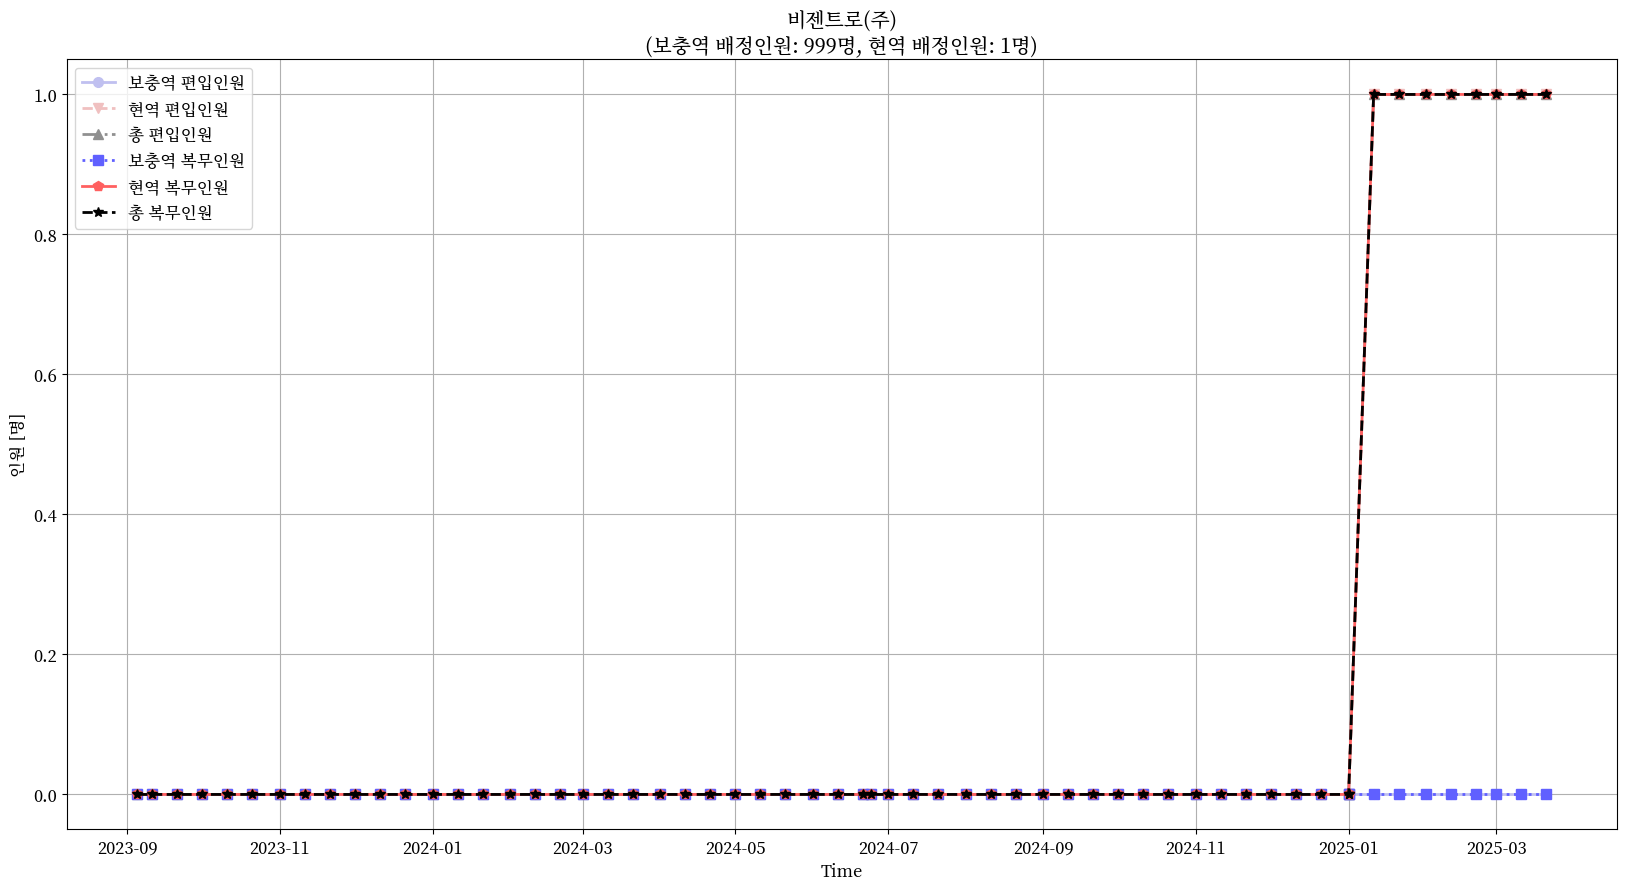 비젠트로(주)
(보충역 배정인원: 999명, 현역 배정인원: 1명)
보충역 편입인원
현역 편입인원
총 편입인원
보충역 복무인원
현역 복무인원
총 복무인원
인원 [명]
1.0
0.8
0.6
0.4
0.2
0.0
2023-09
2023-11
2024-01
2024-03
2024-05
2024-07
2024-09
2024-11
2025-01
2025-03
Time